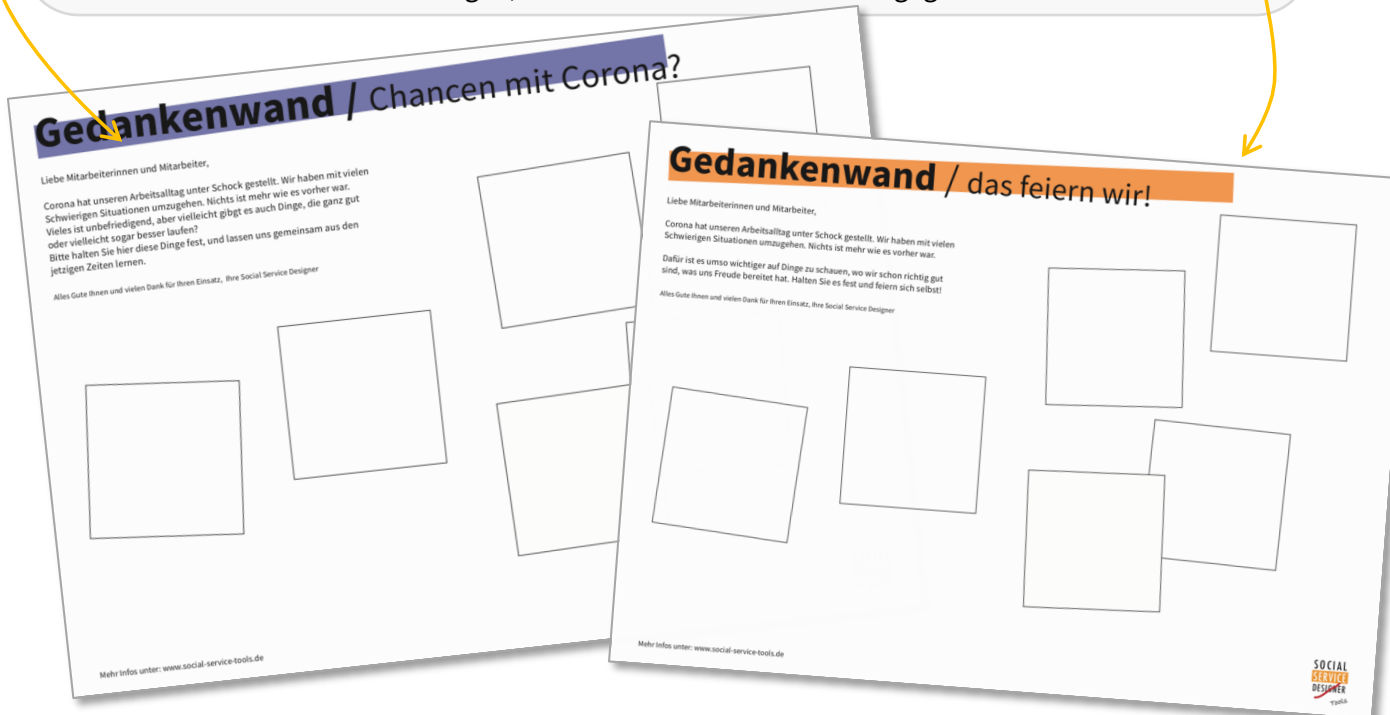 Gedankenwand / Chancen mit Corona?
Liebe Mitarbeiterinnen und Mitarbeiter,
Corona hat unseren Arbeitsalltag unter Schock gestellt. Wir haben mit vielen
Schwierigen Situationen umzugehen. Nichts ist mehr wie es vorher war.
Vieles ist unbefriedigend, aber vielleicht gibgt es auch Dinge, die ganz gut
oder vielleicht sogar besser laufen?
Bitte halten Sie hier diese Dinge fest, und lassen uns gemeinsam aus den
jetzigen Zeiten lernen.
Alles Gute Ihnen und vielen Dank für Ihren Einsatz, Ihre Social Service Designer
Mehr Infos unter: www.social-service-tools.de
Gedankenwand / das feiern wir!
Liebe Mitarbeiterinnen und Mitarbeiter,
Corona hat unseren Arbeitsalltag unter Schock gestellt. Wir haben mit vielen
Schwierigen Situationen umzugehen. Nichts ist mehr wie es vorher war.
Dafür ist es umso wichtiger auf Dinge zu schauen, wo wir schon richtig gut
sind, was uns Freude bereitet hat. Halten Sie es fest und feiern sich selbst!
Alles Gute Ihnen und vielen Dank für Ihren Einsatz, Ihre Social Service Designer
Mehr Infos unter: www.social-service-tools.de
SOCIAL
SERVICE
DESIGNER
Tools